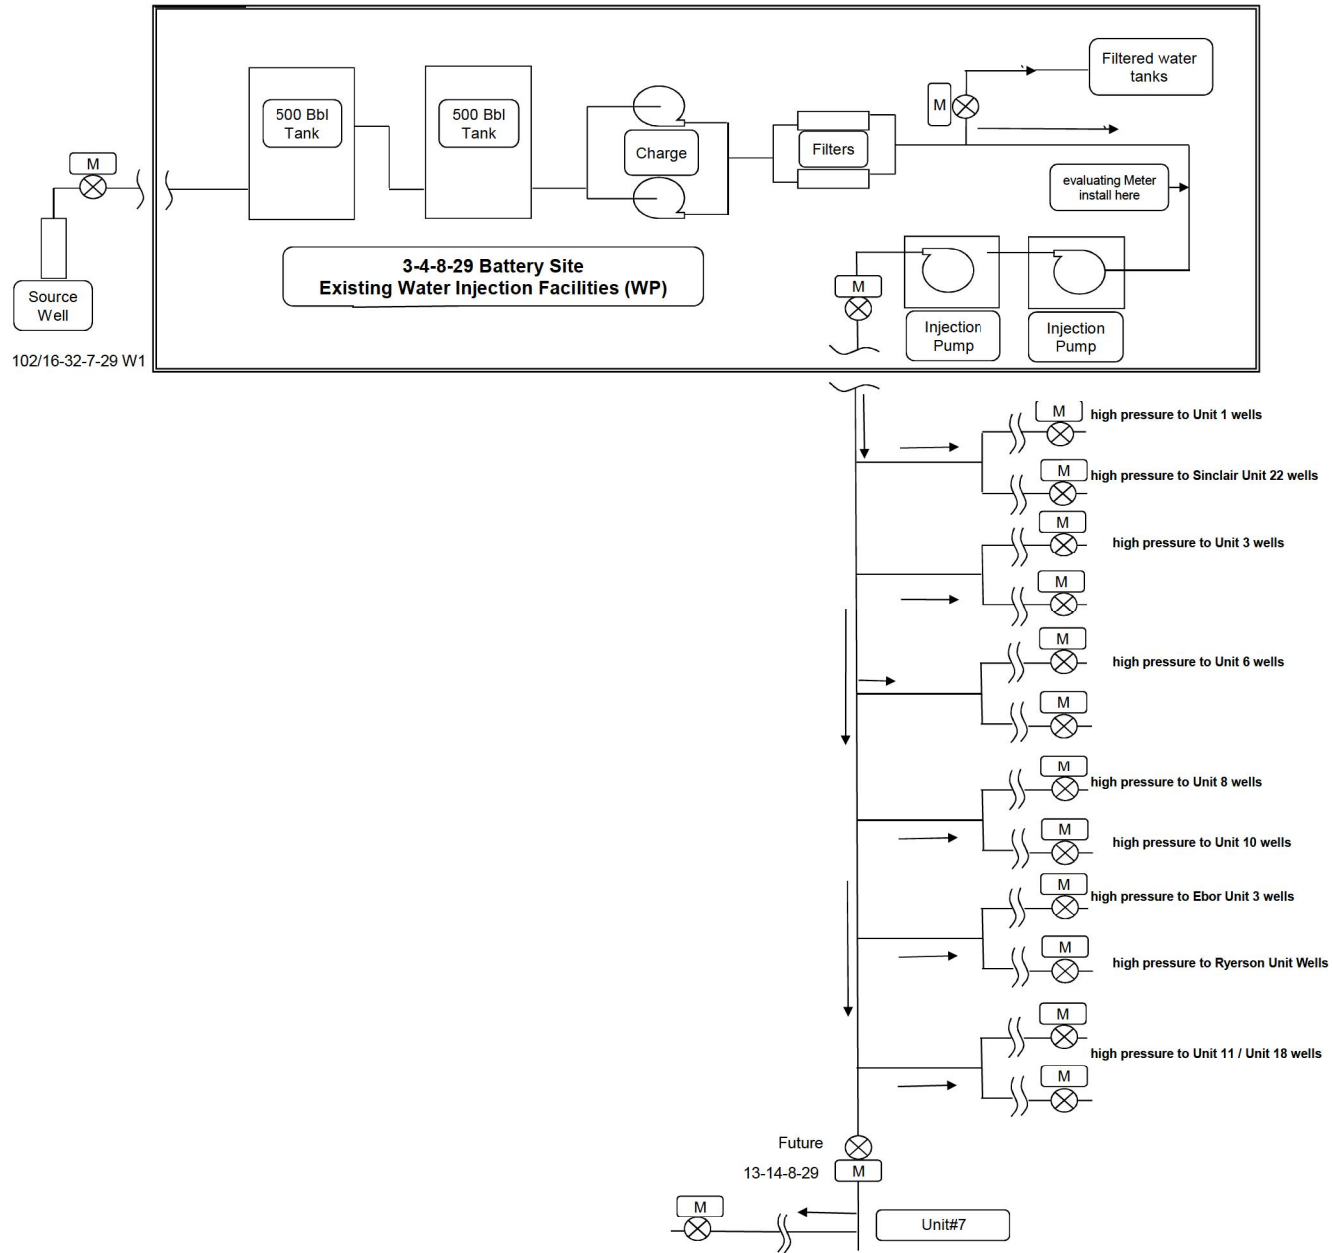 Filtered water
tanks
M
500 Bbl
Tank
500 Bbl
Tank
Charge
Filters
M
evaluating Meter
install here
3-4-8-29 Battery Site
Existing Water Injection Facilities (WP)
Source
Well
102/16-32-7-29 W1
M
Injection
Pump
Injection
Pump
M
high pressure to Unit 1 wells
M
high pressure to Sinclair Unit 22 wells
M
high pressure to Unit 3 wells
M
M
high pressure to Unit 6 wells
M
M
high pressure to Unit 8 wells
M
high pressure to Unit 10 wells
M
high pressure to Ebor Unit 3 wells
M
high pressure to Ryerson Unit Wells
M
high pressure to Unit 11 / Unit 18 wells
M
Future
13-14-8-29
M
M
Unit#7